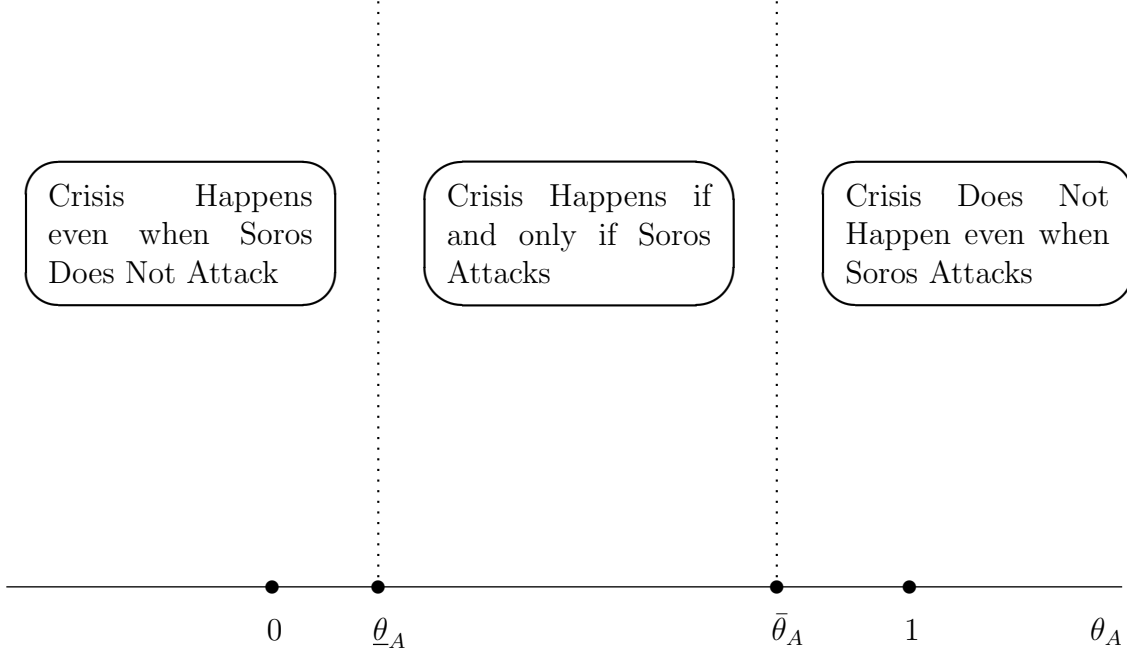 Crisis Happens
even when Soros
Does Not Attack
Crisis Happens if
and only if Soros
Attacks
Crisis Does Not
Happen even when
Soros Attacks
0
θ̲_A
θ̄_A
1
θ_A